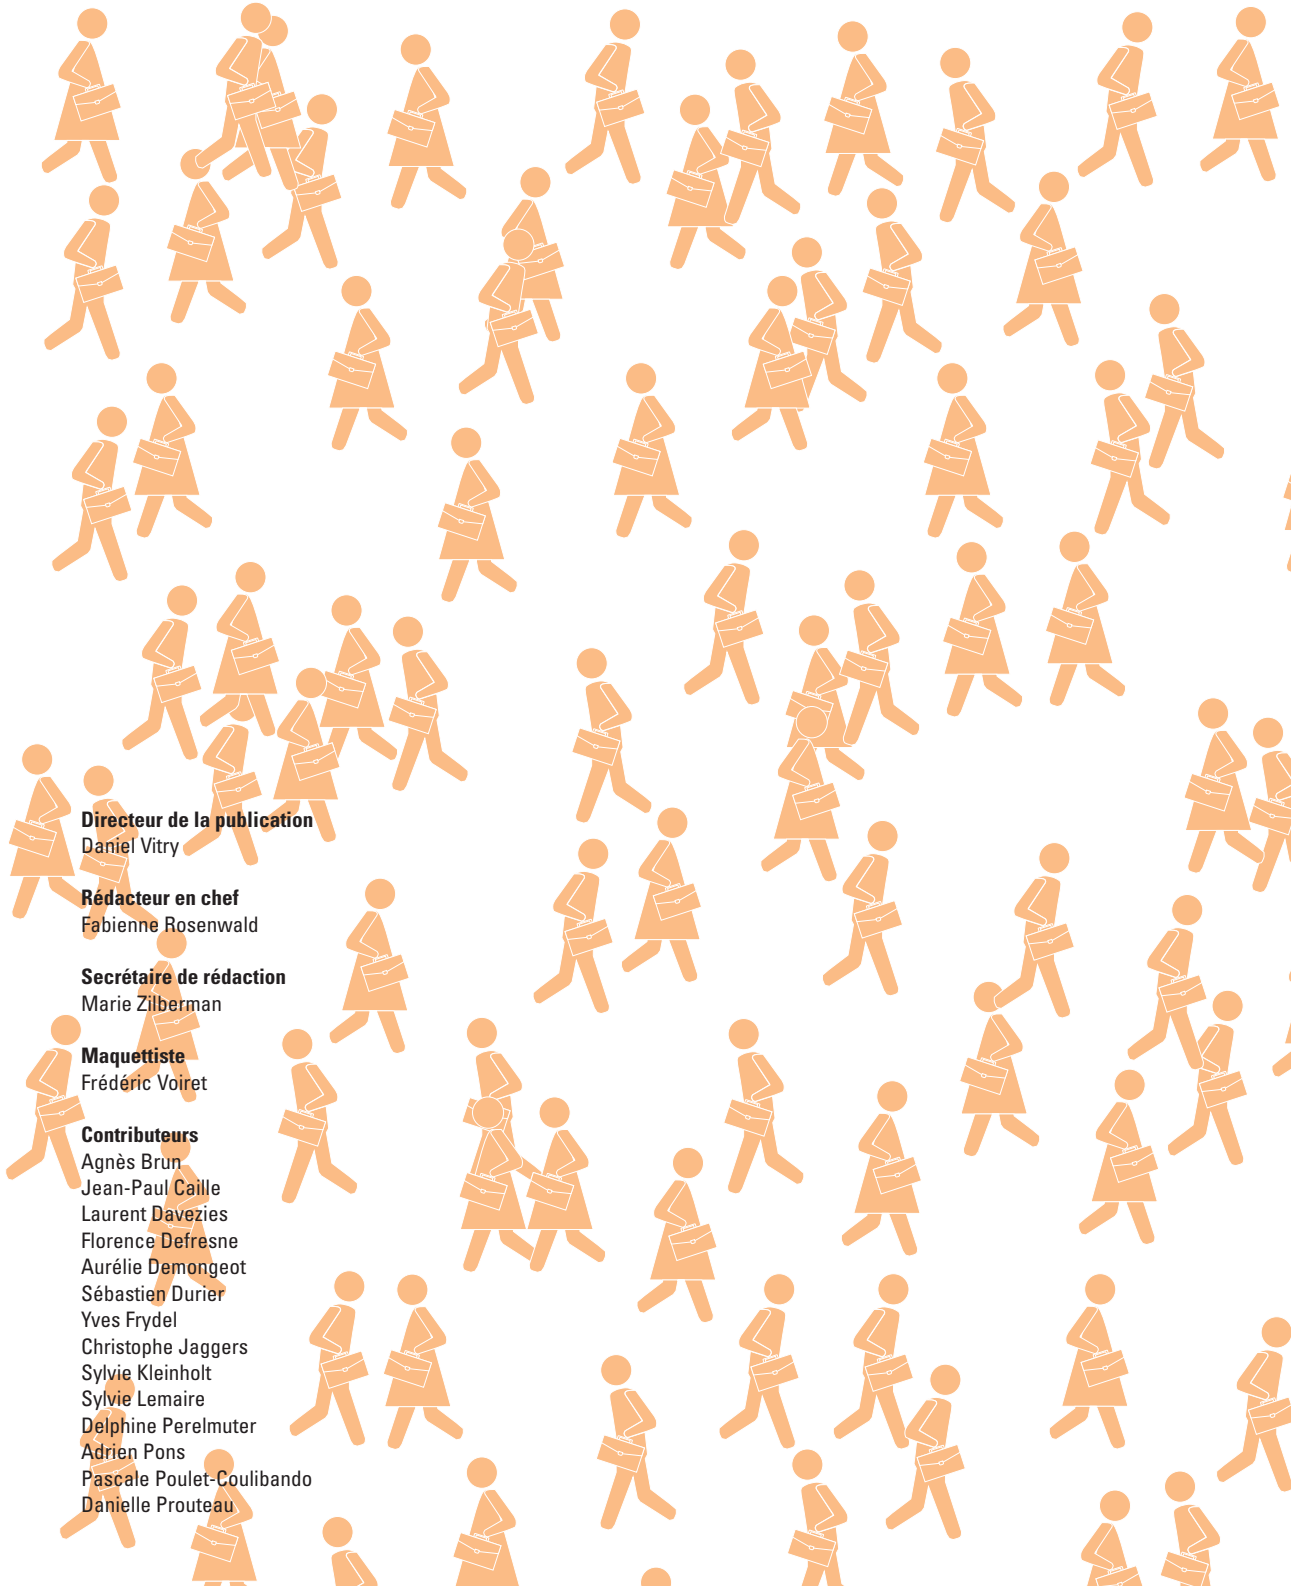 Directeur de la publication
Daniel Vitry
Rédacteur en chef
Fabienne Rosenwald
Secrétaire de rédaction
Marie Zilberman
Maquettiste
Frédéric Voiret
Contributeurs
Agnès Brun
Jean-Paul Caille
Laurent Davezies
Florence Defresne
Aurélie Demongeot
Sébastien Durier
Yves Frydel
Christophe Jaggers
Sylvie Kleinholt
Sylvie Lemaire
Delphine Perelmuter
Adrien Pons
Pascale Poulet-Coulibando
Danielle Prouteau